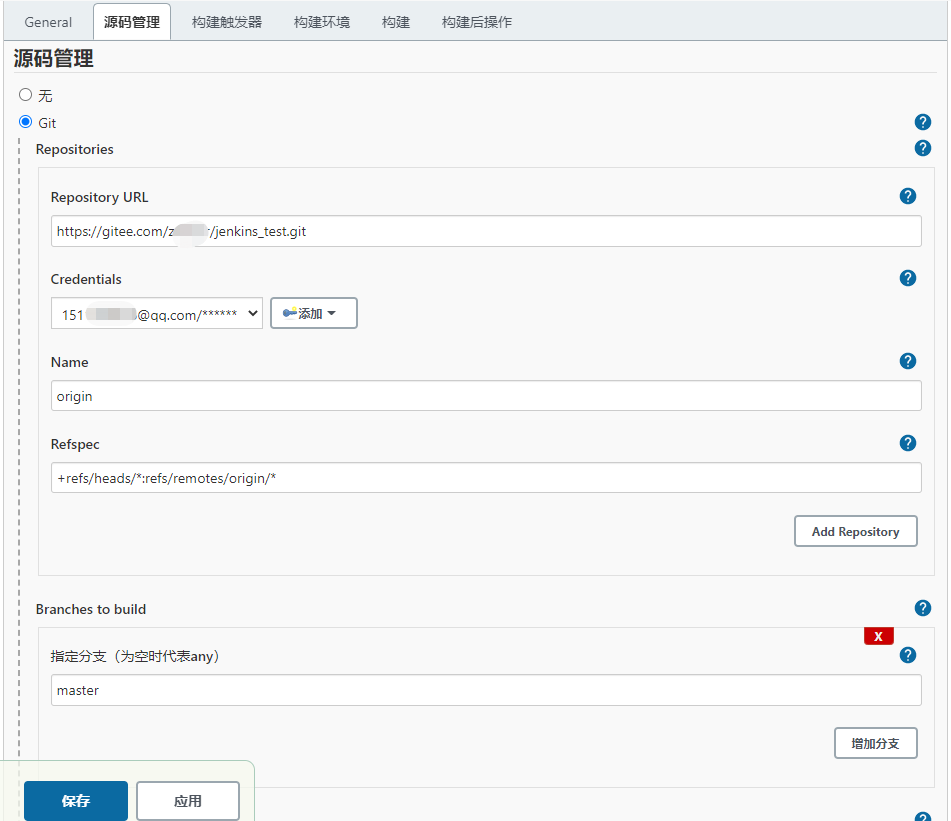 General 源码管理 构建触发器 构建环境 构建 构建后操作
源码管理
无
Git
Repositories
Repository URL
https://gitee.com/z r/jenkins_test.git
Credentials
151 @qq.com/****** 添加
Name
origin
Refspec
+refs/heads/*:refs/remotes/origin/*
Add Repository
Branches to build
X
指定分支（为空时代表any）
master
增加分支
保存 应用